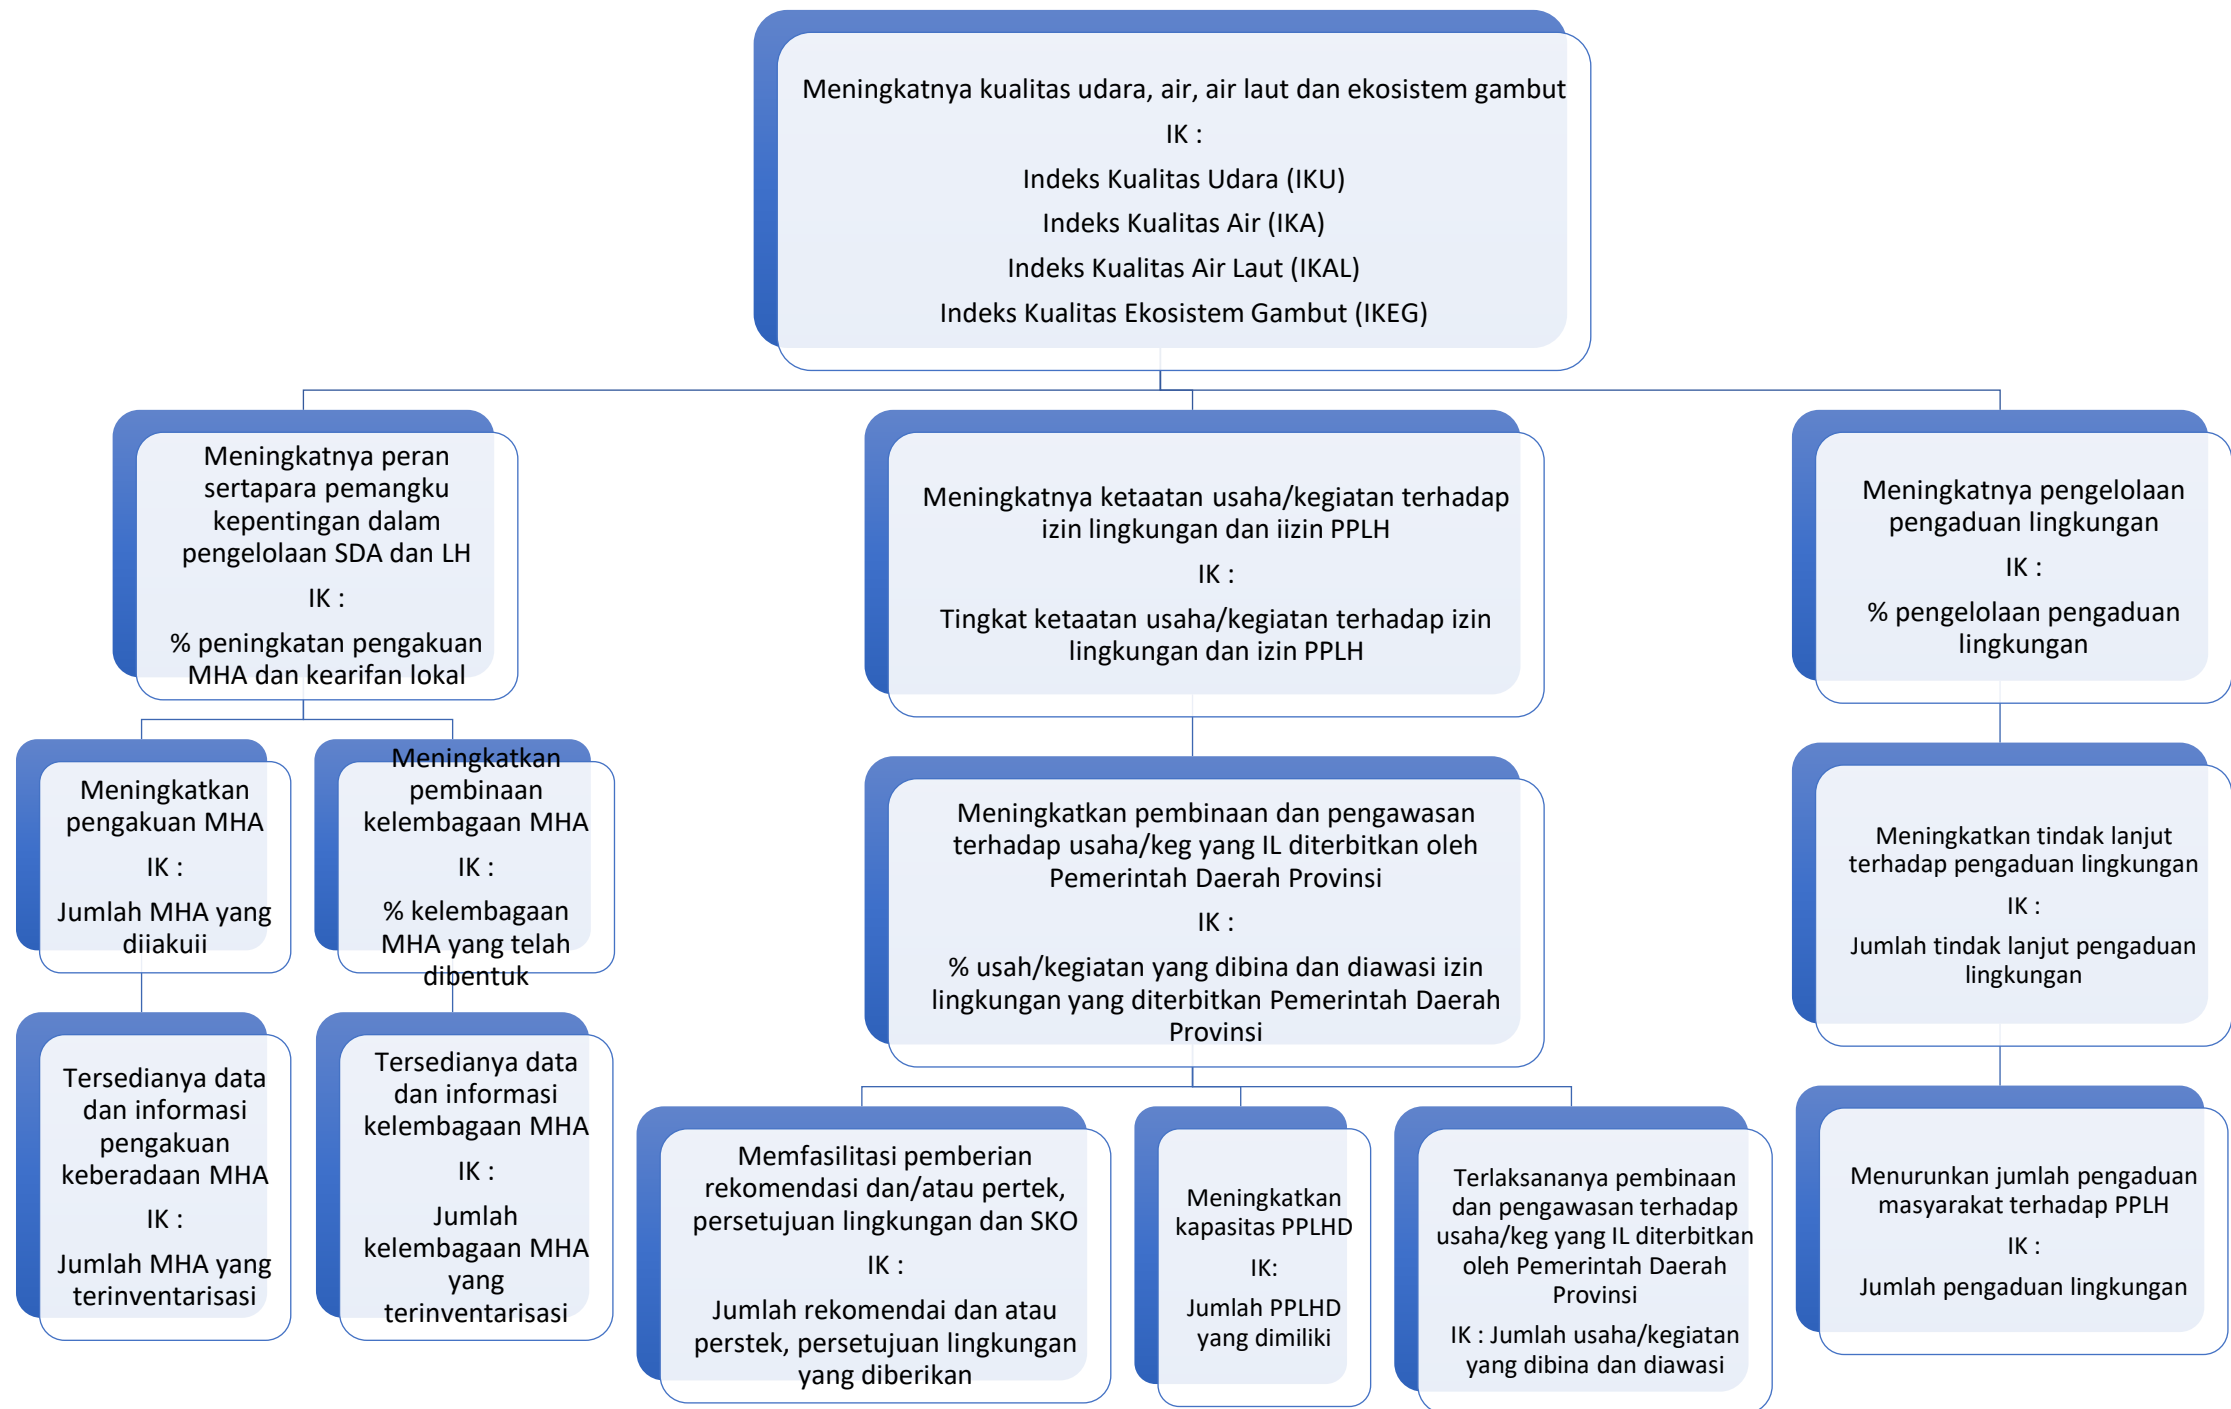 Meningkatnya kualitas udara, air, air laut dan ekosistem gambut
IK :
Indeks Kualitas Udara (IKU)
Indeks Kualitas Air (IKA)
Indeks Kualitas Air Laut (IKAL)
Indeks Kualitas Ekosistem Gambut (IKEG)
Meningkatnya peran
sertapara pemangku
kepentingan dalam
pengelolaan SDA dan LH
IK :
% peningkatan pengakuan
MHA dan kearifan lokal
Meningkatnya ketaatan usaha/kegiatan terhadap
izin lingkungan dan iizin PPLH
IK :
Tingkat ketaatan usaha/kegiatan terhadap izin
lingkungan dan izin PPLH
Meningkatnya pengelolaan
pengaduan lingkungan
IK :
% pengelolaan pengaduan
lingkungan
Meningkatkan
pengakuan MHA
IK :
Jumlah MHA yang
diiakuii
Meningkatkan
pembinaan
kelembagaan MHA
IK :
% kelembagaan
MHA yang telah
dibentuk
Meningkatkan pembinaan dan pengawasan
terhadap usaha/keg yang IL diterbitkan oleh
Pemerintah Daerah Provinsi
IK :
% usah/kegiatan yang dibina dan diawasi izin
lingkungan yang diterbitkan Pemerintah Daerah
Provinsi
Meningkatkan tindak lanjut
terhadap pengaduan lingkungan
IK :
Jumlah tindak lanjut pengaduan
lingkungan
Tersedianya data
dan informasi
pengakuan
keberadaan MHA
IK :
Jumlah MHA yang
terinventarisasi
Tersedianya data
dan informasi
kelembagaan MHA
IK :
Jumlah
kelembagaan MHA
yang
terinventarisasi
Memfasilitasi pemberian
rekomendasi dan/atau pertek,
persetujuan lingkungan dan SKO
IK :
Jumlah rekomendai dan atau
perstek, persetujuan lingkungan
yang diberikan
Meningkatkan
kapasitas PPLHD
IK:
Jumlah PPLHD
yang dimiliki
Terlaksananya pembinaan
dan pengawasan terhadap
usaha/keg yang IL diterbitkan
oleh Pemerintah Daerah
Provinsi
IK : Jumlah usaha/kegiatan
yang dibina dan diawasi
Menurunkan jumlah pengaduan
masyarakat terhadap PPLH
IK :
Jumlah pengaduan lingkungan